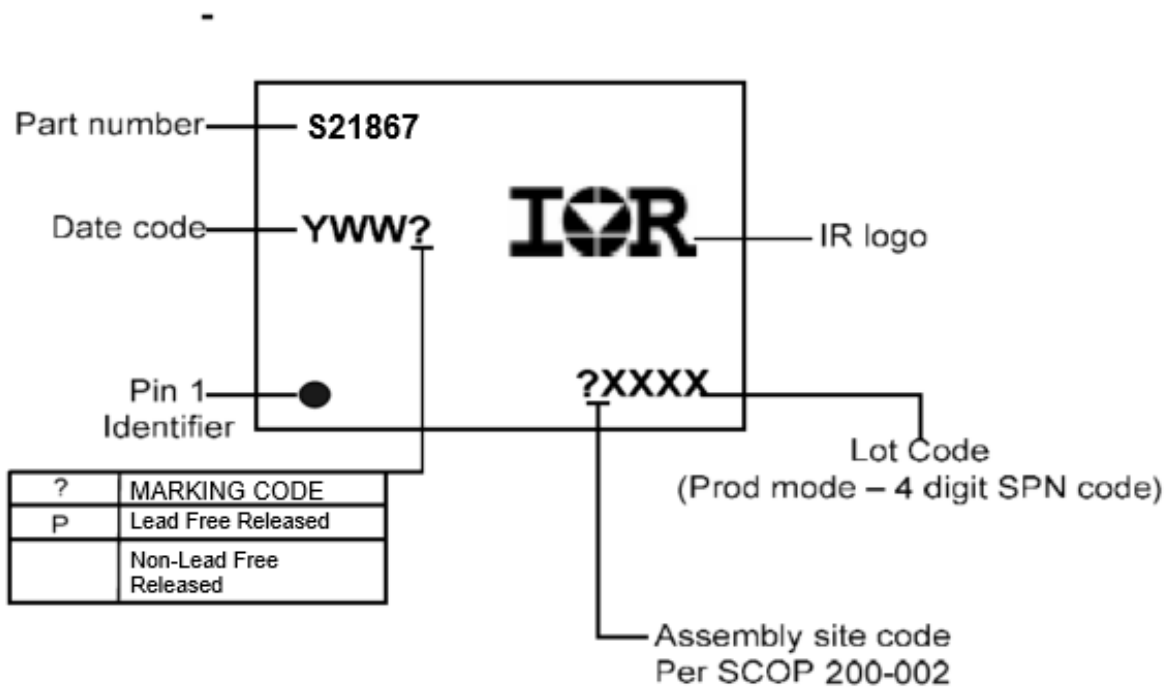 -
Part number
S21867
Date code
YWW?
IOR
IR logo
Pin 1
Identifier
?XXXX
Lot Code
(Prod mode – 4 digit SPN code)
? MARKING CODE
P Lead Free Released
Non-Lead Free
Released
Assembly site code
Per SCOP 200-002